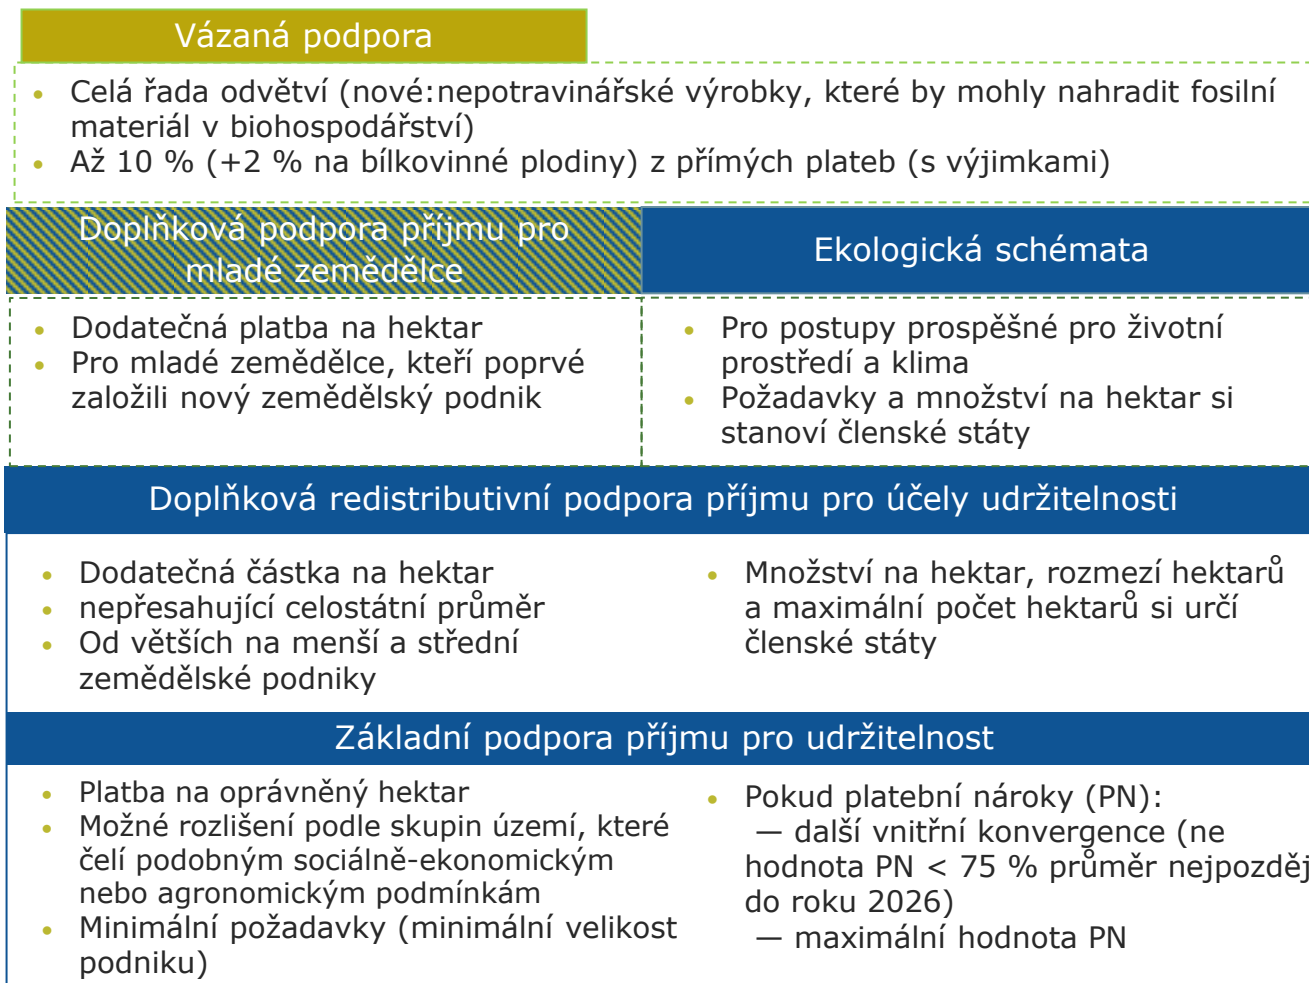 Vázaná podpora
• Celá řada odvětví (nové:nepotravinářské výrobky, které by mohly nahradit fosilní
materiál v biohospodářství)
• Až 10 % (+2 % na bílkovinné plodiny) z přímých plateb (s výjimkami)
Doplňková podpora příjmu pro
mladé zemědělce
• Dodatečná platba na hektar
• Pro mladé zemědělce, kteří poprvé
založili nový zemědělský podnik
Ekologická schémata
• Pro postupy prospěšné pro životní
prostředí a klima
• Požadavky a množství na hektar si
stanoví členské státy
Doplňková redistributivní podpora příjmu pro účely udržitelnosti
• Dodatečná částka na hektar
• nepřesahující celostátní průměr
• Od větších na menší a střední
zemědělské podniky
• Množství na hektar, rozmezí hektarů
a maximální počet hektarů si určí
členské státy
Základní podpora příjmu pro udržitelnost
• Platba na oprávněný hektar
• Možné rozlišení podle skupin území, které
čelí podobným sociálně-ekonomickým
nebo agronomickým podmínkám
• Minimální požadavky (minimální velikost
podniku)
• Pokud platební nároky (PN):
— další vnitřní konvergence (ne
hodnota PN < 75 % průměr nejpozděj
do roku 2026)
— maximální hodnota PN